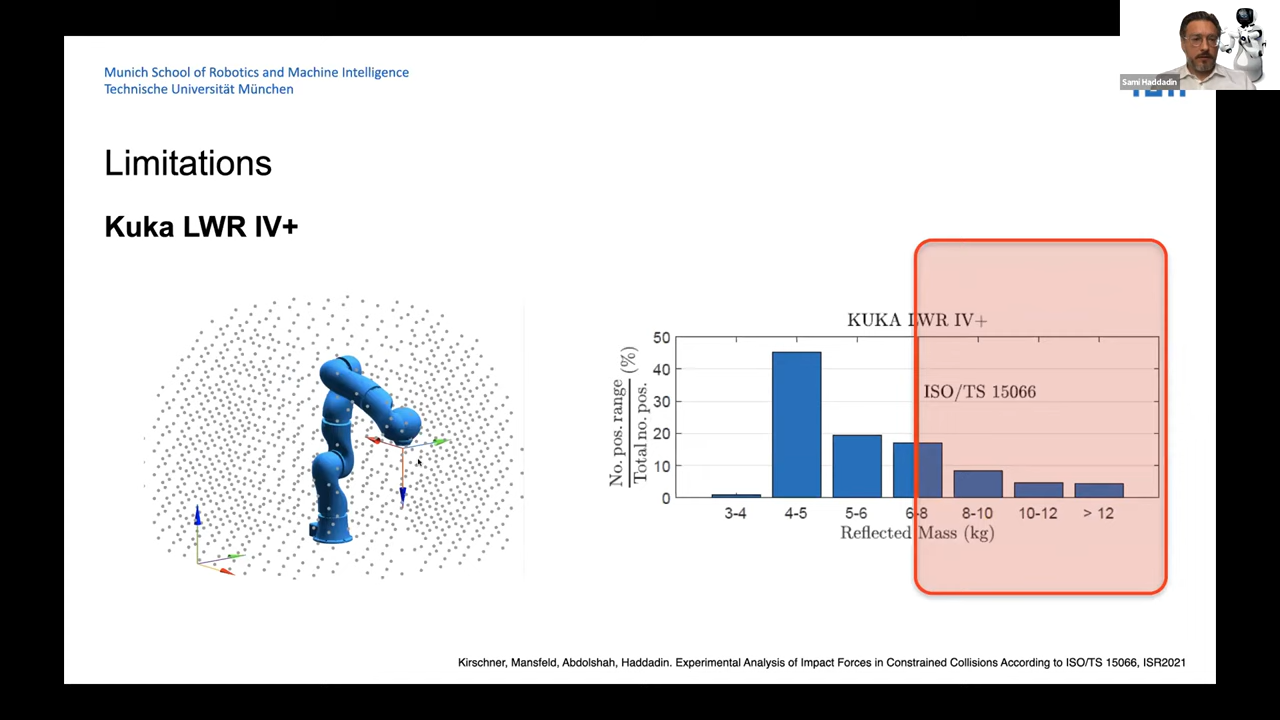 Munich School of Robotics and Machine Intelligence
Technische Universität München
Sami Haddadin
Limitations
Kuka LWR IV+
KUKA LWR IV+
50
40
30
20
10
0
No. pos. range
Total no. pos.
(%)
ISO/TS 15066
3-4
4-5
5-6
6-8
8-10
10-12
> 12
Reflected Mass (kg)
Kirschner, Mansfeld, Abdolshah, Haddadin. Experimental Analysis of Impact Forces in Constrained Collisions According to ISO/TS 15066, ISR2021